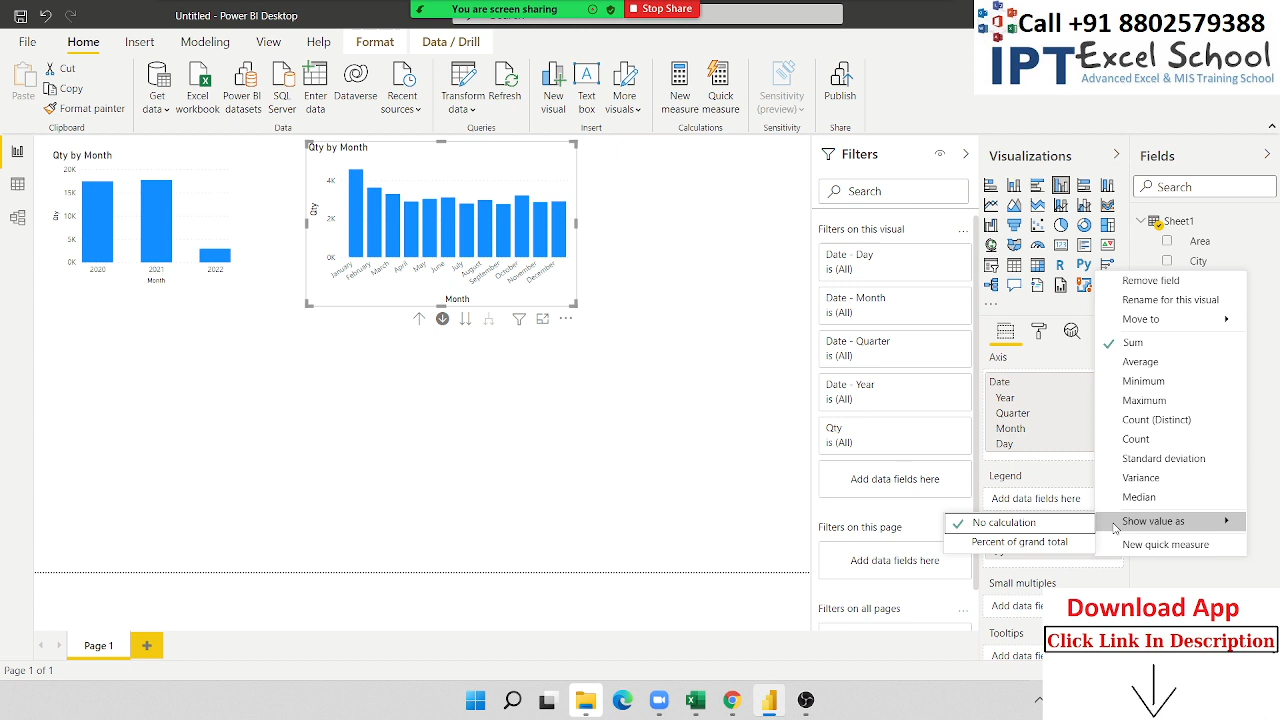 Untitled - Power BI Desktop
You are screen sharing
Stop Share
Search
Call +91 8802579388
IPT Excel School
Advanced Excel & MIS Training School
File
Home
Insert
Modeling
View
Help
Format
Data / Drill
Paste
Cut
Copy
Format painter
Get data
Excel workbook
Power BI datasets
SQL Server
Enter data
Dataverse
Recent sources
Transform data
Refresh
New visual
Text box
More visuals
New measure
Quick measure
Sensitivity (preview)
Publish
Clipboard
Data
Queries
Insert
Calculations
Sensitivity
Share
Qty by Month
20K
15K
10K
5K
0K
Qty
2020
2021
2022
Month
Qty by Month
4K
2K
0K
Qty
January
February
March
April
May
June
July
August
September
October
November
December
Month
Filters
Search
Filters on this visual
Date - Day
is (All)
Date - Month
is (All)
Date - Quarter
is (All)
Date - Year
is (All)
Qty
is (All)
Add data fields here
Filters on this page
Add data fields here
Filters on all pages
Visualizations
R
Py
123
Axis
Date
Year
Quarter
Month
Day
Legend
Add data fields here
Small multiples
Add data fie
Tooltips
Add data fie
Fields
Search
Sheet1
Area
City
Remove field
Rename for this visual
Move to
Sum
Average
Minimum
Maximum
Count (Distinct)
Count
Standard deviation
Variance
Median
Show value as
New quick measure
No calculation
Percent of grand total
Download App
Click Link In Description
Page 1
Page 1 of 1